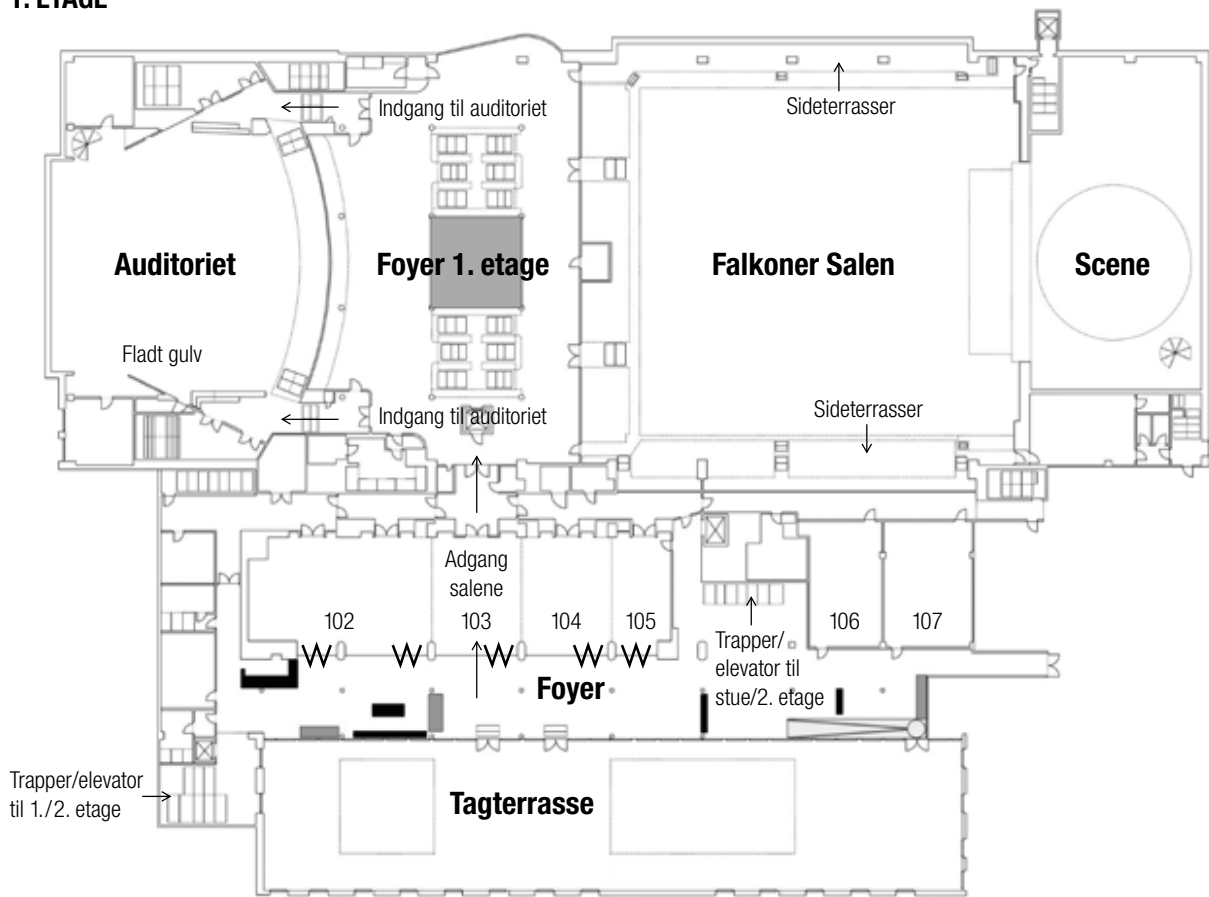 1. ETAGE
Indgang til auditoriet
Sideterrasser
Auditoriet
Foyer 1. etage
Falkoner Salen
Scene
Fladt gulv
Indgang til auditoriet
Sideterrasser
Adgang
salene
102
103
104
105
106
107
Trapper/
elevator til
stue/2. etage
Foyer
Trapper/elevator
til 1./2. etage
Tagterrasse